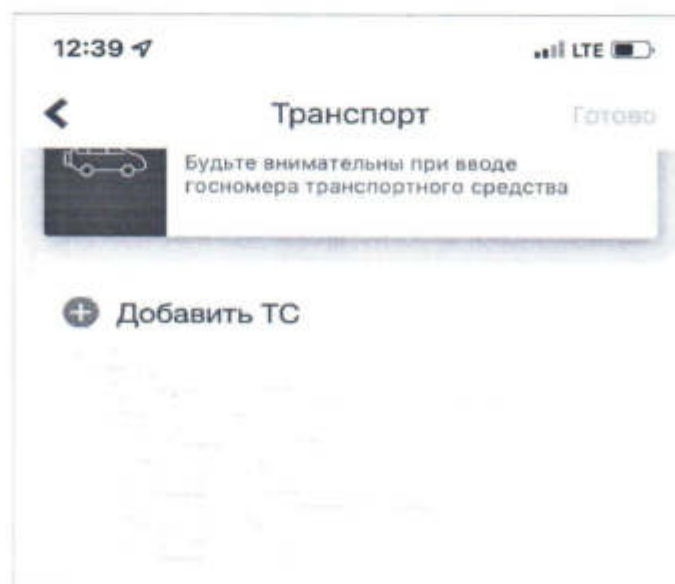 12:39
LTE
Транспорт
Готово
Будьте внимательны при вводе
госномера транспортного средства
Добавить ТС